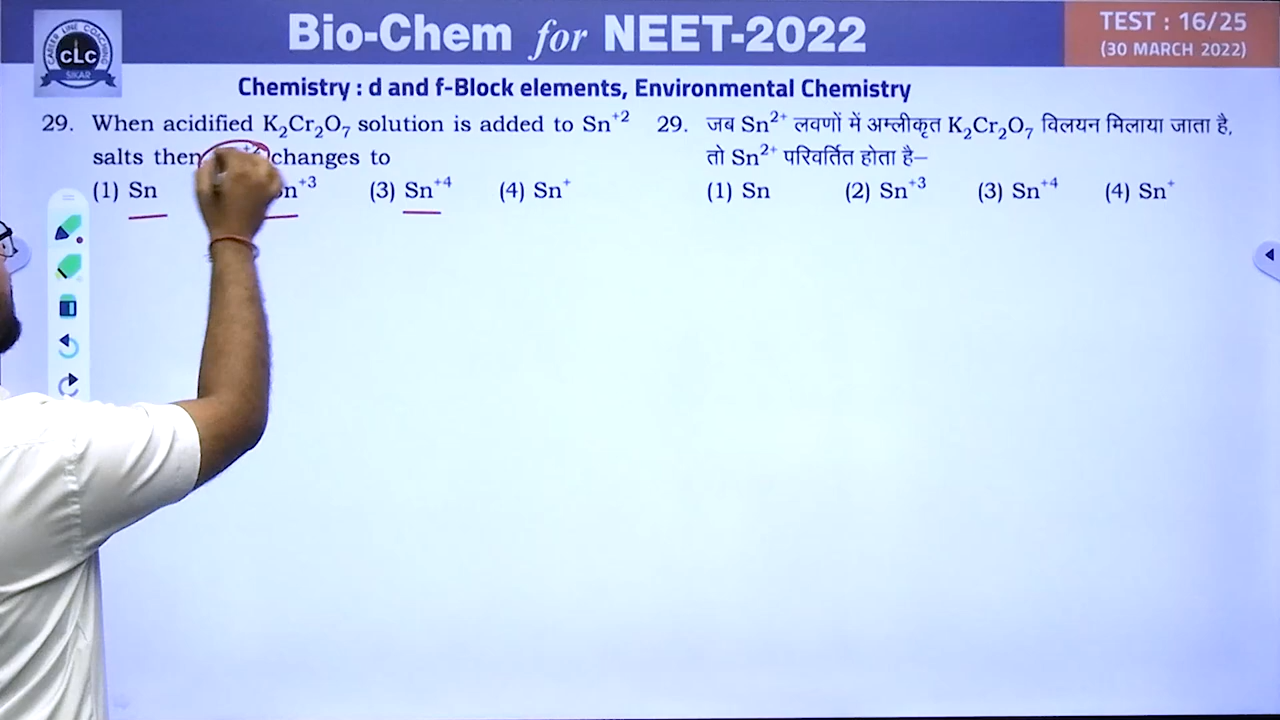 Bio-Chem for NEET-2022
TEST : 16/25
(30 MARCH 2022)
CAREER LINE COACHING
CLC
SIKAR
Chemistry : d and f-Block elements, Environmental Chemistry
29. When acidified K₂Cr₂O₇ solution is added to Sn⁺²
salts then changes to
(1) Sn Sn⁺³ (3) Sn⁺⁴ (4) Sn⁺
29. जब Sn²⁺ लवणों में अम्लीकृत K₂Cr₂O₇ विलयन मिलाया जाता है,
तो Sn²⁺ परिवर्तित होता है–
(1) Sn (2) Sn⁺³ (3) Sn⁺⁴ (4) Sn⁺